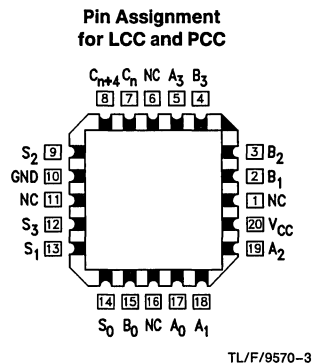 Pin Assignment
for LCC and PCC
Cn+4 Cn NC A3 B3
8 7 6 5 4
S2 9 3 B2
GND 10 2 B1
NC 11 1 NC
S3 12 20 VCC
S1 13 19 A2
14 15 16 17 18
S0 B0 NC A0 A1
TL/F/9570-3